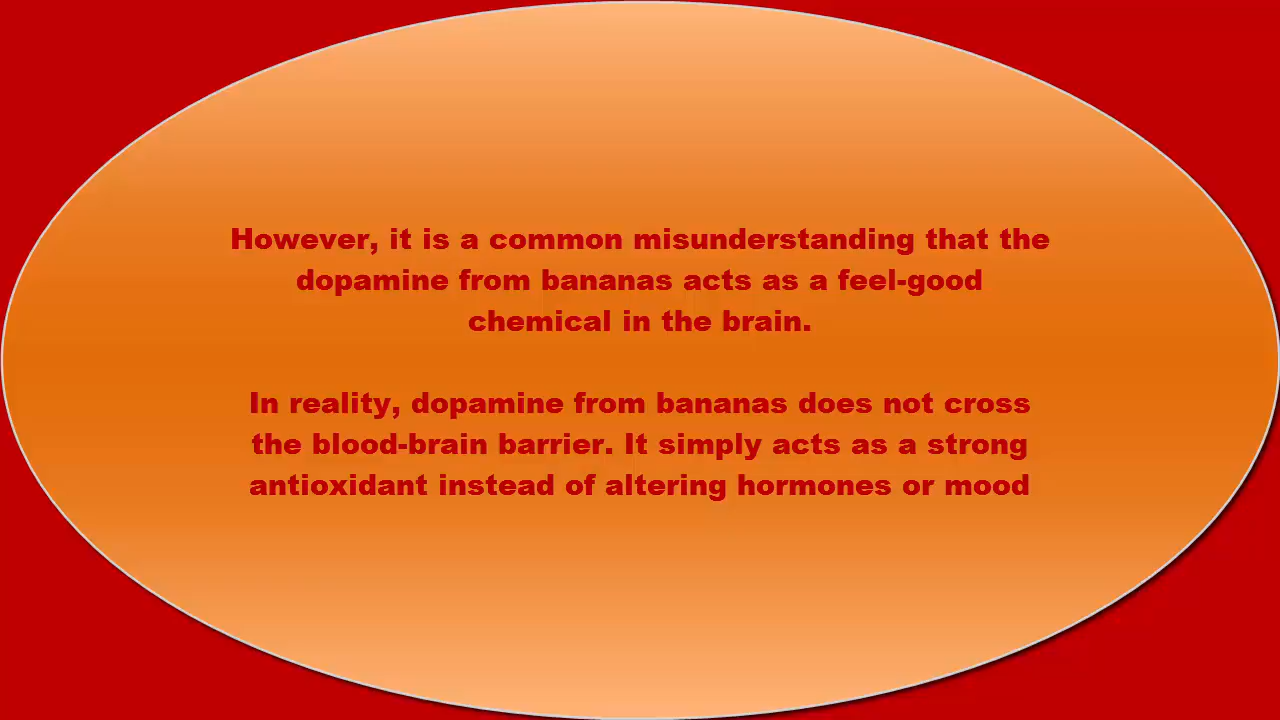 However, it is a common misunderstanding that the
dopamine from bananas acts as a feel-good
chemical in the brain.
In reality, dopamine from bananas does not cross
the blood-brain barrier. It simply acts as a strong
antioxidant instead of altering hormones or mood